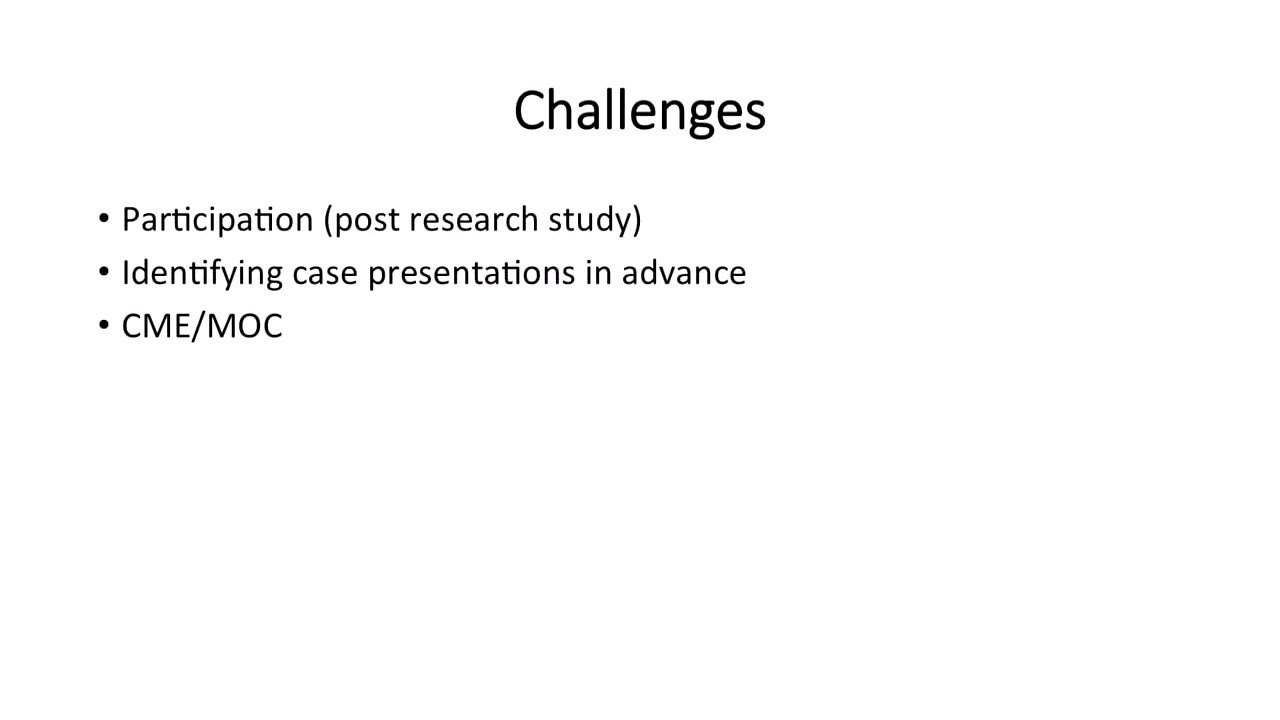 Challenges
• Participation (post research study)
• Identifying case presentations in advance
• CME/MOC